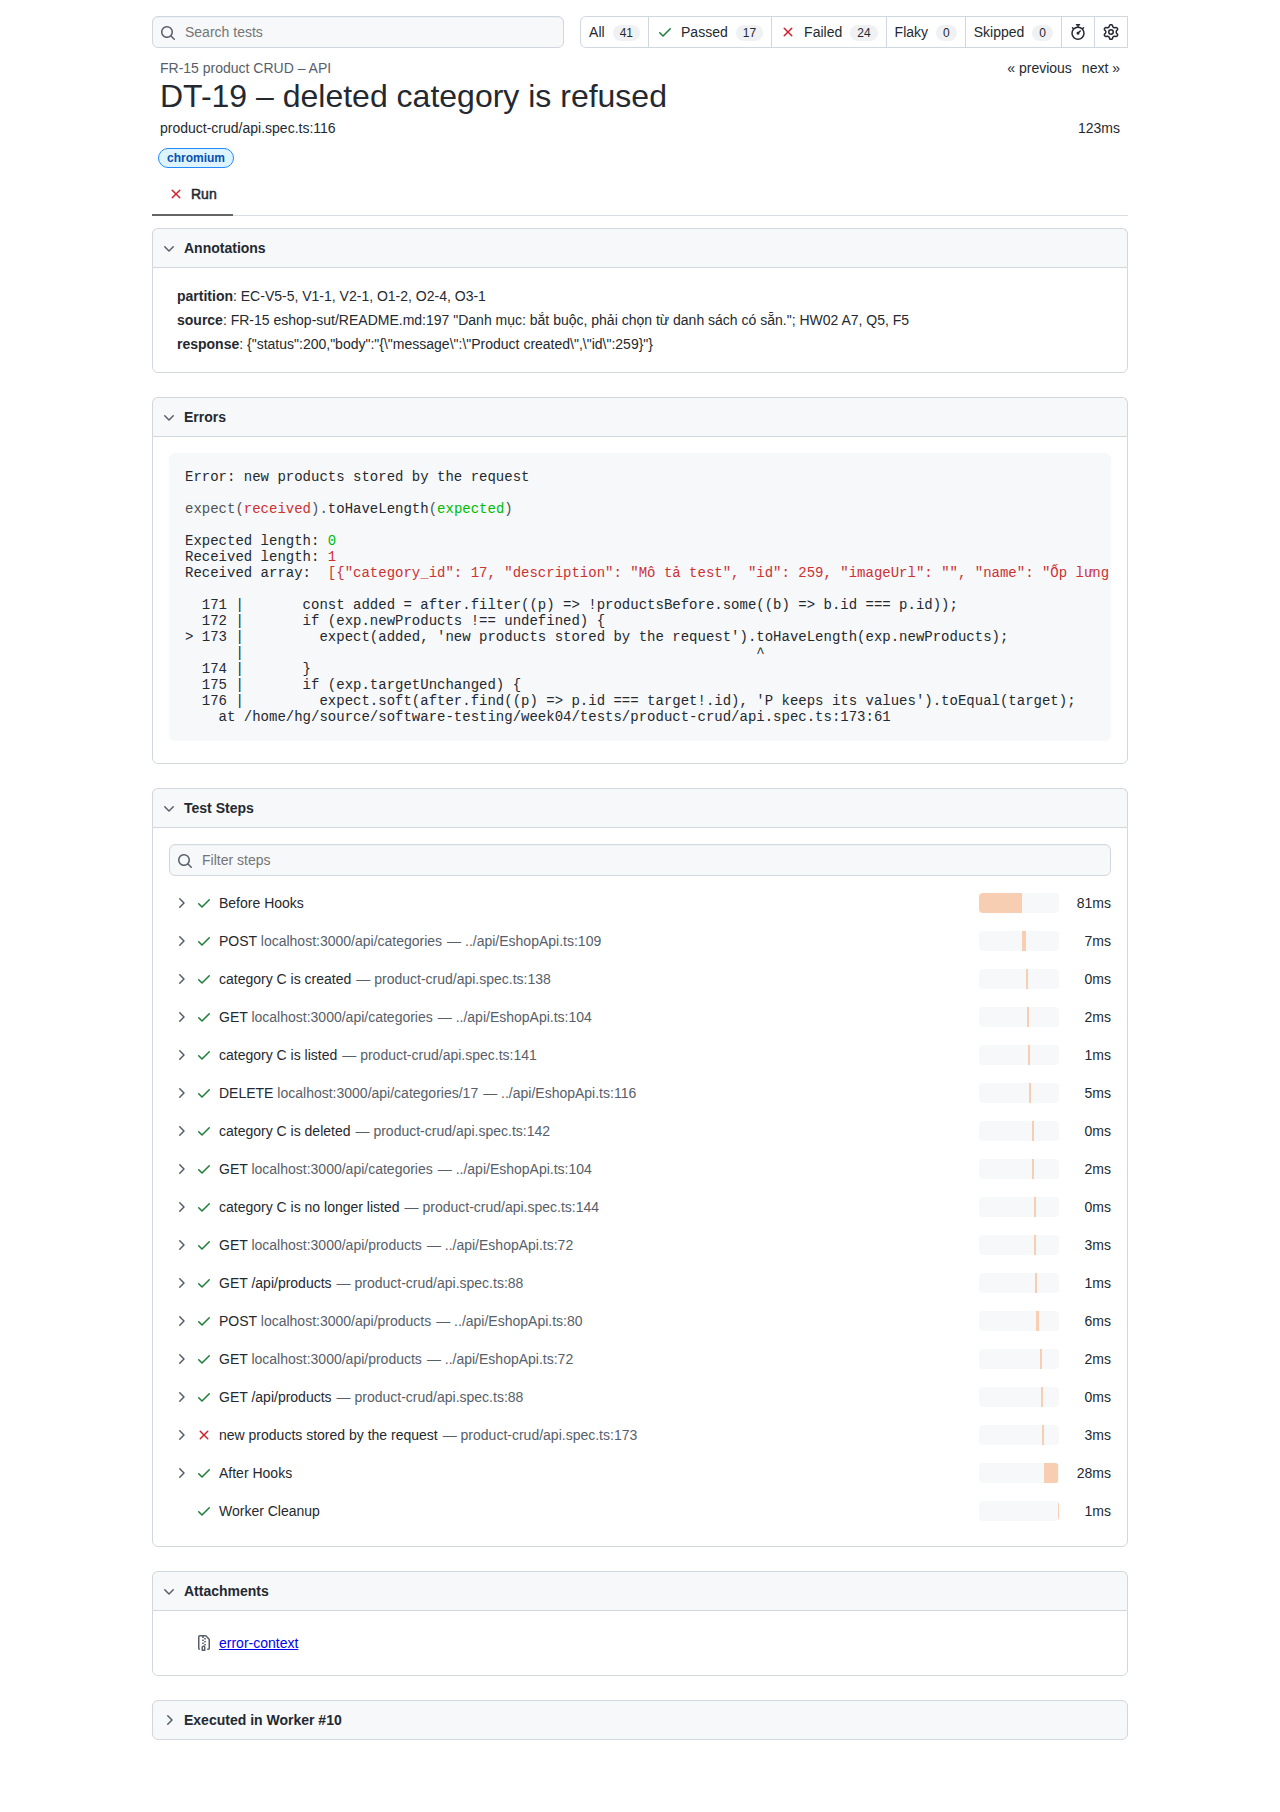 Search tests
All 41 Passed 17 Failed 24 Flaky 0 Skipped 0
FR-15 product CRUD – API
« previous next »
DT-19 – deleted category is refused
product-crud/api.spec.ts:116
123ms
chromium
Run
Annotations
partition: EC-V5-5, V1-1, V2-1, O1-2, O2-4, O3-1
source: FR-15 eshop-sut/README.md:197 "Danh mục: bắt buộc, phải chọn từ danh sách có sẵn."; HW02 A7, Q5, F5
response: {"status":200,"body":"{\"message\":\"Product created\",\"id\":259}"}
Errors
Error: new products stored by the request
expect(received).toHaveLength(expected)
Expected length: 0
Received length: 1
Received array:  [{"category_id": 17, "description": "Mô tả test", "id": 259, "imageUrl": "", "name": "Ốp lưng
171 |       const added = after.filter((p) => !productsBefore.some((b) => b.id === p.id));
172 |       if (exp.newProducts !== undefined) {
> 173 |         expect(added, 'new products stored by the request').toHaveLength(exp.newProducts);
|                                                             ^
174 |       }
175 |       if (exp.targetUnchanged) {
176 |         expect.soft(after.find((p) => p.id === target!.id), 'P keeps its values').toEqual(target);
at /home/hg/source/software-testing/week04/tests/product-crud/api.spec.ts:173:61
Test Steps
Filter steps
Before Hooks 81ms
POST localhost:3000/api/categories — ../api/EshopApi.ts:109 7ms
category C is created — product-crud/api.spec.ts:138 0ms
GET localhost:3000/api/categories — ../api/EshopApi.ts:104 2ms
category C is listed — product-crud/api.spec.ts:141 1ms
DELETE localhost:3000/api/categories/17 — ../api/EshopApi.ts:116 5ms
category C is deleted — product-crud/api.spec.ts:142 0ms
GET localhost:3000/api/categories — ../api/EshopApi.ts:104 2ms
category C is no longer listed — product-crud/api.spec.ts:144 0ms
GET localhost:3000/api/products — ../api/EshopApi.ts:72 3ms
GET /api/products — product-crud/api.spec.ts:88 1ms
POST localhost:3000/api/products — ../api/EshopApi.ts:80 6ms
GET localhost:3000/api/products — ../api/EshopApi.ts:72 2ms
GET /api/products — product-crud/api.spec.ts:88 0ms
new products stored by the request — product-crud/api.spec.ts:173 3ms
After Hooks 28ms
Worker Cleanup 1ms
Attachments
error-context
Executed in Worker #10